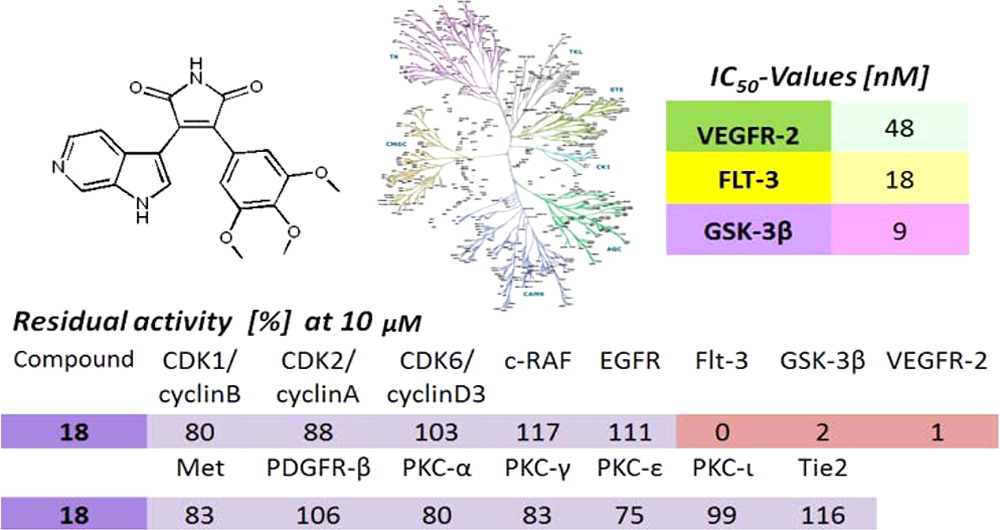 H
N
O
O
N
N
H
O
O
O
TK
TKL
STE
CMGC
CK1
AGC
CAMK
IC50-Values [nM]
VEGFR-2 48
FLT-3 18
GSK-3β 9
Residual activity [%] at 10 μM
Compound CDK1/ CDK2/ CDK6/ c-RAF EGFR Flt-3 GSK-3β VEGFR-2
cyclinB cyclinA cyclinD3
18 80 88 103 117 111 0 2 1
Met PDGFR-β PKC-α PKC-γ PKC-ε PKC-ι Tie2
18 83 106 80 83 75 99 116